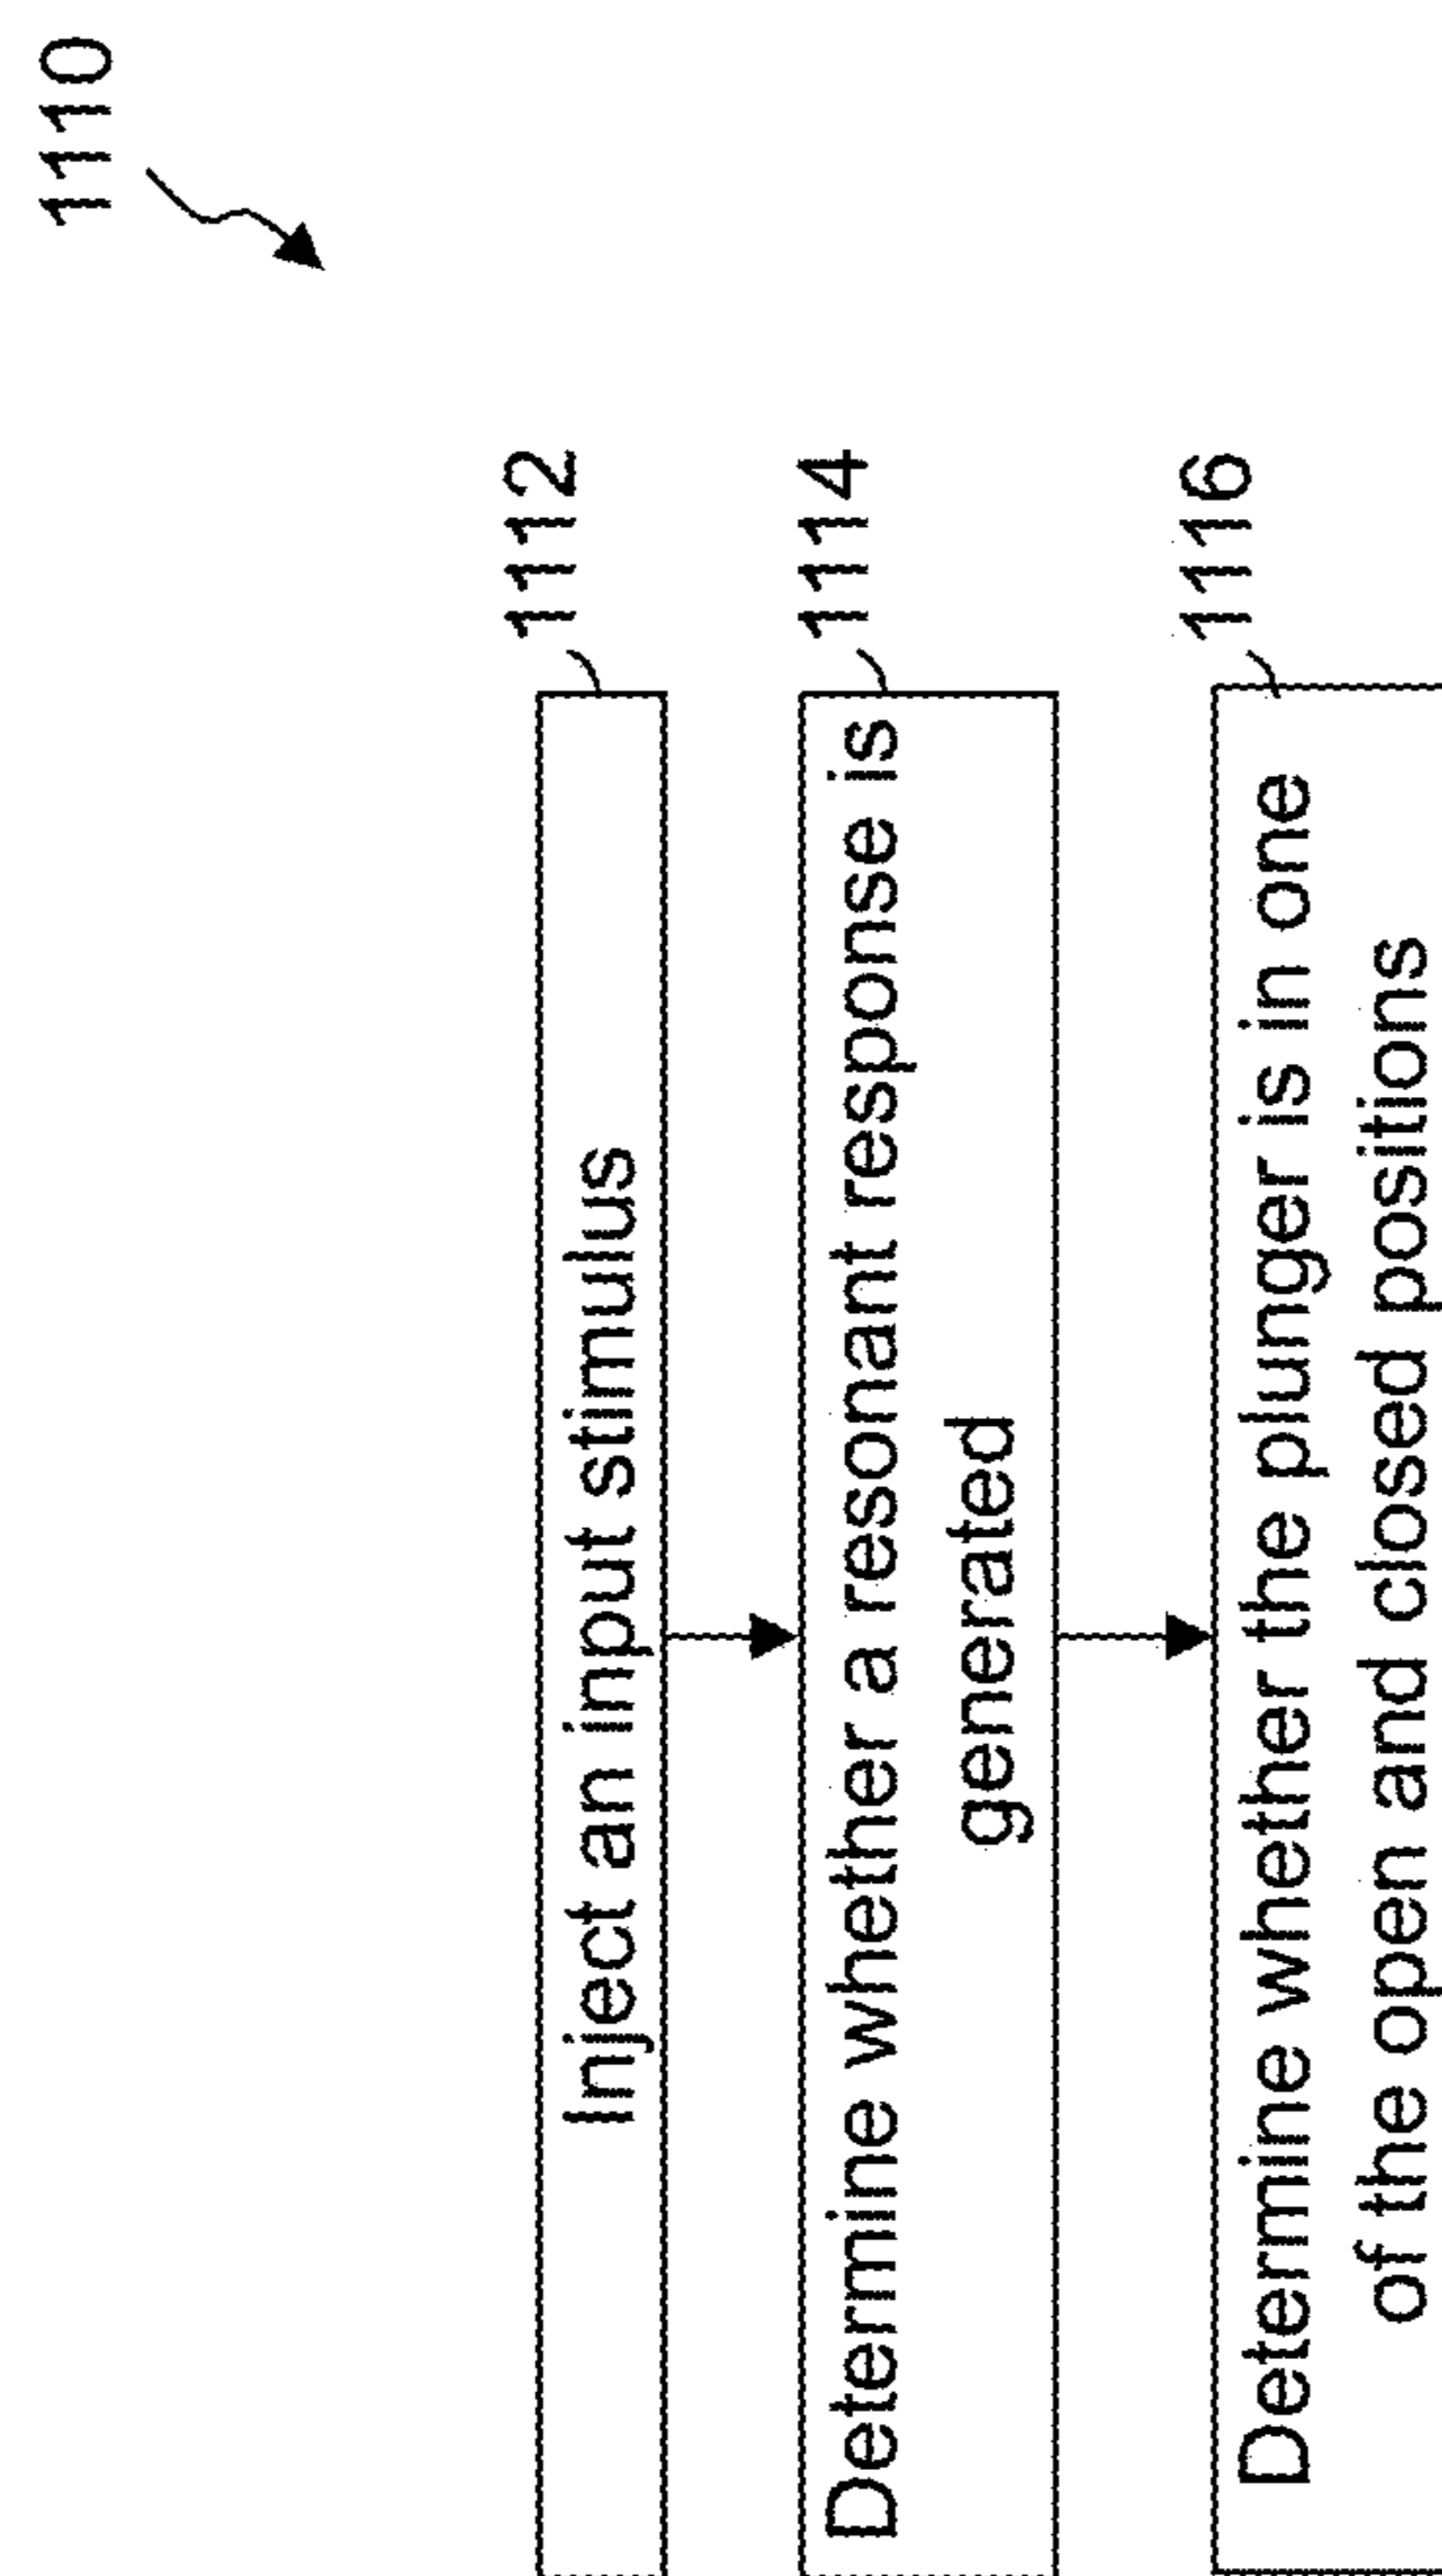 1110
1112
Inject an input stimulus
1114
Determine whether a resonant response is
generated
1116
Determine whether the plunger is in one
of the open and closed positions